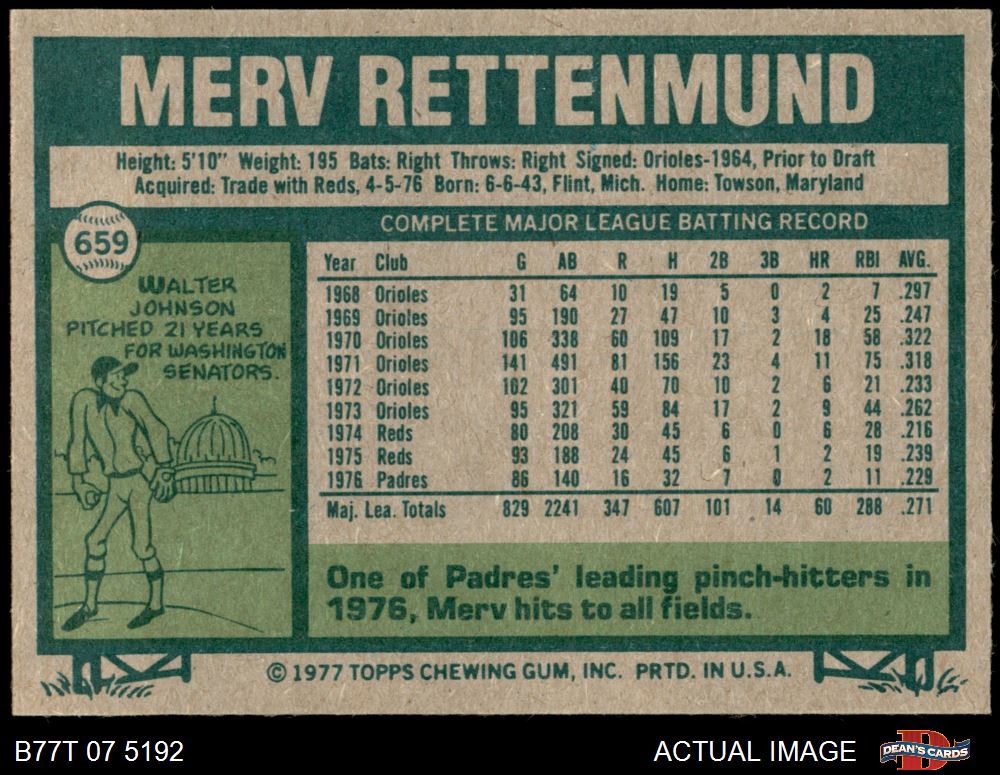 MERV RETTENMUND
Height: 5'10" Weight: 195 Bats: Right Throws: Right Signed: Orioles-1964, Prior to Draft
Acquired: Trade with Reds, 4-5-76 Born: 6-6-43, Flint, Mich. Home: Towson, Maryland
659
WALTER
JOHNSON
PITCHED 21 YEARS
FOR WASHINGTON
SENATORS.
COMPLETE MAJOR LEAGUE BATTING RECORD
Year Club G AB R H 2B 3B HR RBI AVG.
1968 Orioles 31 64 10 19 5 0 2 7 .297
1969 Orioles 95 190 27 47 10 3 4 25 .247
1970 Orioles 106 338 60 109 17 2 18 58 .322
1971 Orioles 141 491 81 156 23 4 11 75 .318
1972 Orioles 102 301 40 70 10 2 6 21 .233
1973 Orioles 95 321 59 84 17 2 9 44 .262
1974 Reds 80 208 30 45 6 0 6 28 .216
1975 Reds 93 188 24 45 6 1 2 19 .239
1976 Padres 86 140 16 32 7 0 2 11 .229
Maj. Lea. Totals 829 2241 347 607 101 14 60 288 .271
One of Padres' leading pinch-hitters in
1976, Merv hits to all fields.
© 1977 TOPPS CHEWING GUM, INC. PRTD. IN U.S.A.
B77T 07 5192 ACTUAL IMAGE D DEAN'S CARDS